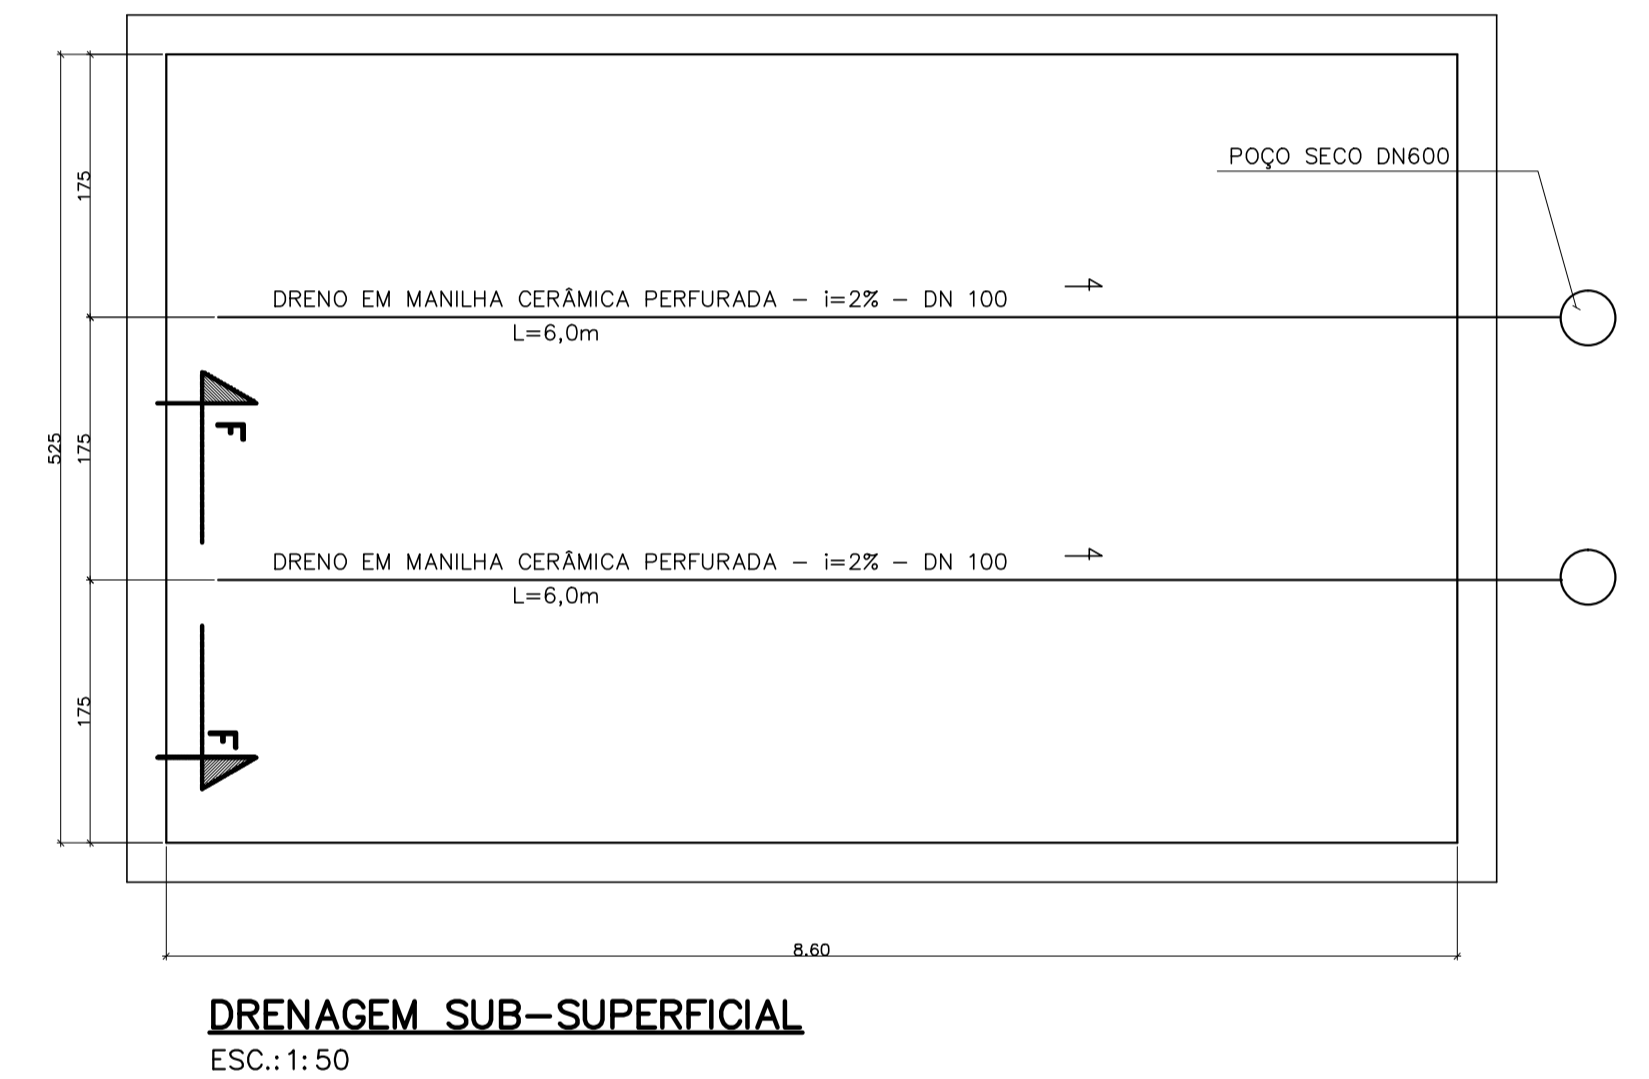 POÇO SECO DN600
175
DRENO EM MANILHA CERÂMICA PERFURADA – i=2% – DN 100
L=6,0m
F
525
175
DRENO EM MANILHA CERÂMICA PERFURADA – i=2% – DN 100
L=6,0m
175
F
8.60
DRENAGEM SUB–SUPERFICIAL
ESC.:1:50